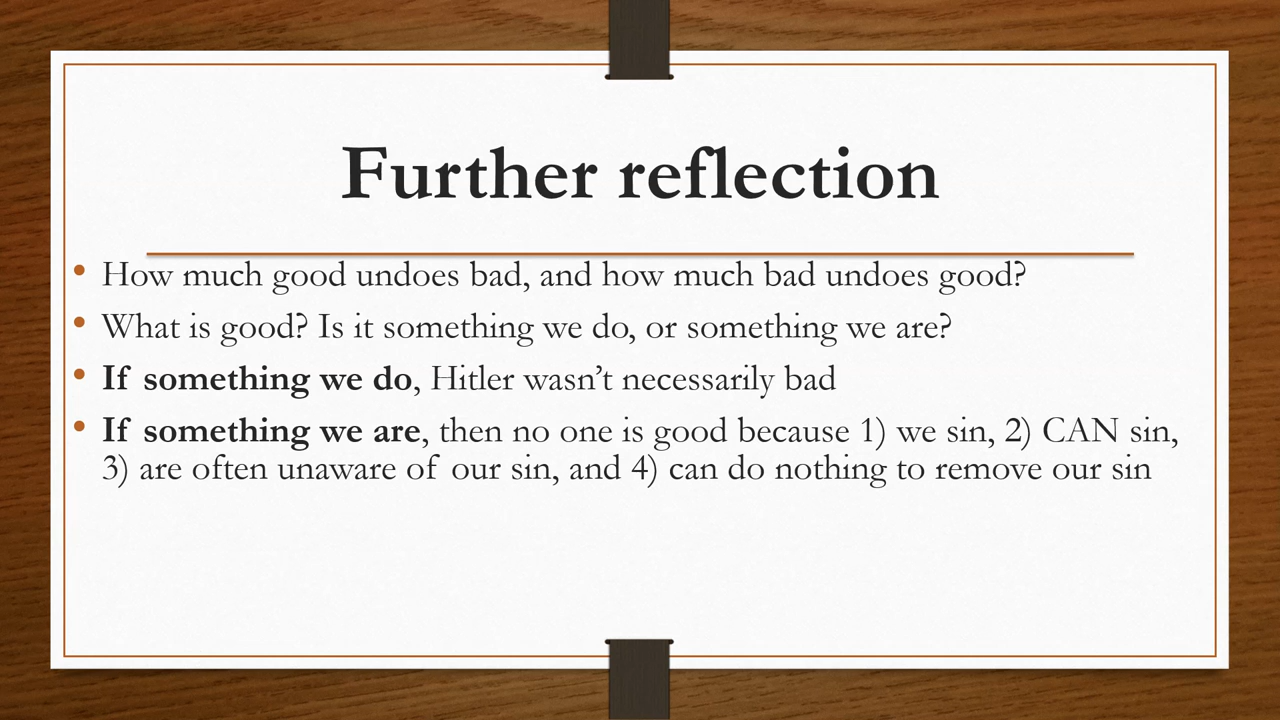 Further reflection
• How much good undoes bad, and how much bad undoes good?
• What is good? Is it something we do, or something we are?
• If something we do, Hitler wasn’t necessarily bad
• If something we are, then no one is good because 1) we sin, 2) CAN sin,
3) are often unaware of our sin, and 4) can do nothing to remove our sin